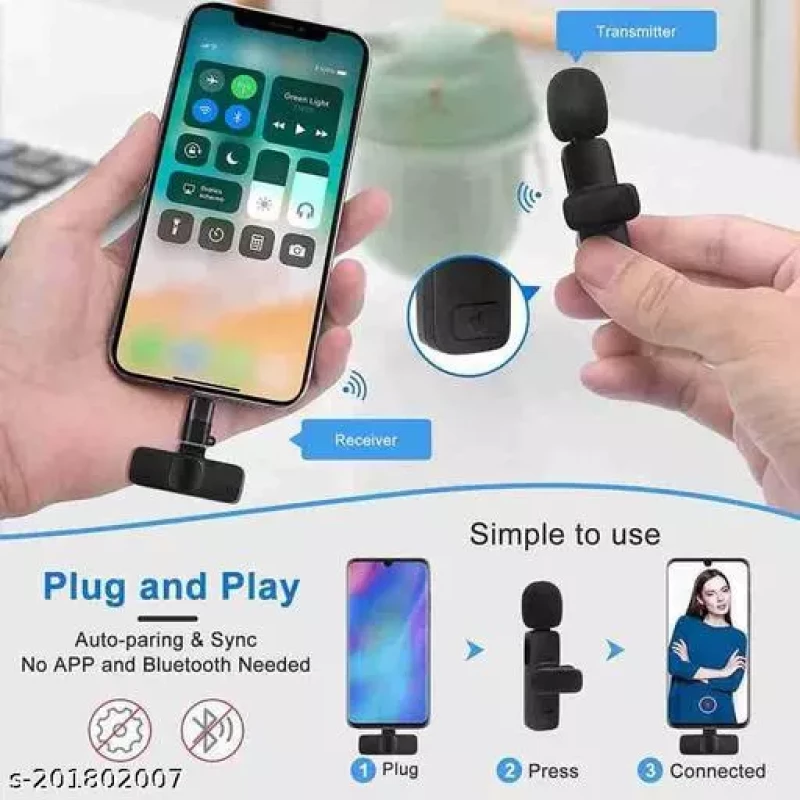 Transmitter
Green Light
Receiver
Simple to use
Plug and Play
Auto-paring & Sync
No APP and Bluetooth Needed
1 Plug
2 Press
3 Connected
s-201802007